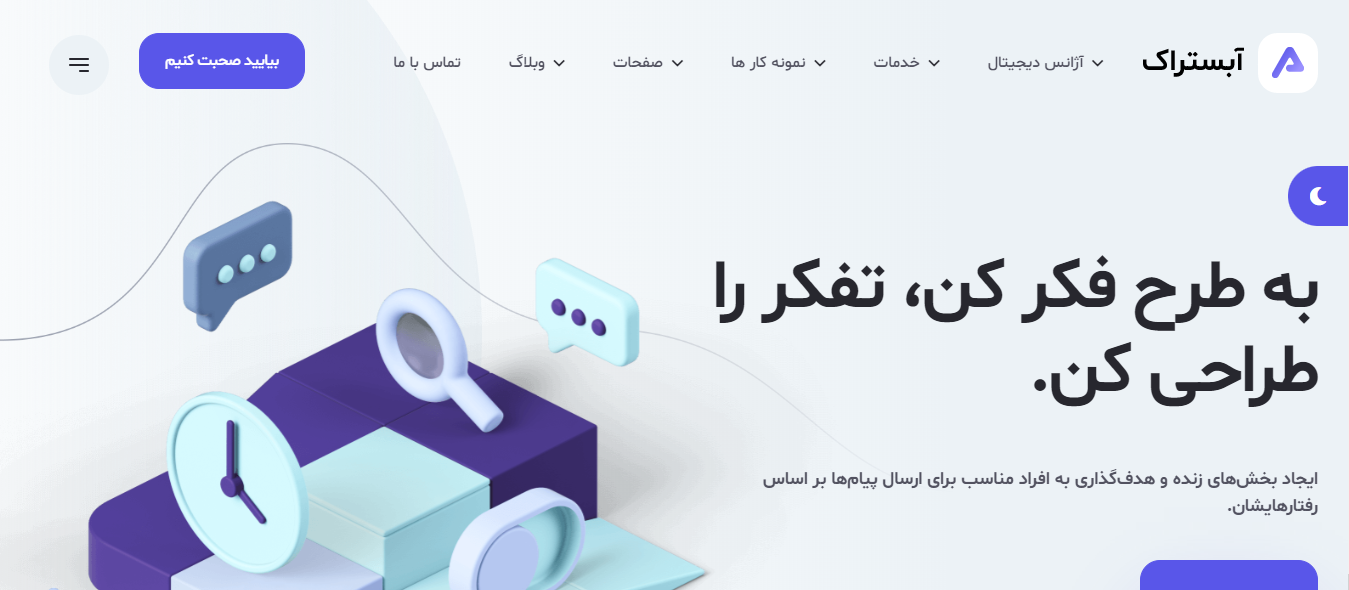 آبستراک
آژانس دیجیتال
خدمات
نمونه کار ها
صفحات
وبلاگ
تماس با ما
بیایید صحبت کنیم
به طرح فکر کن، تفکر را
طراحی کن.
ایجاد بخش‌های زنده و هدف‌گذاری به افراد مناسب برای ارسال پیام‌ها بر اساس
رفتارهایشان.